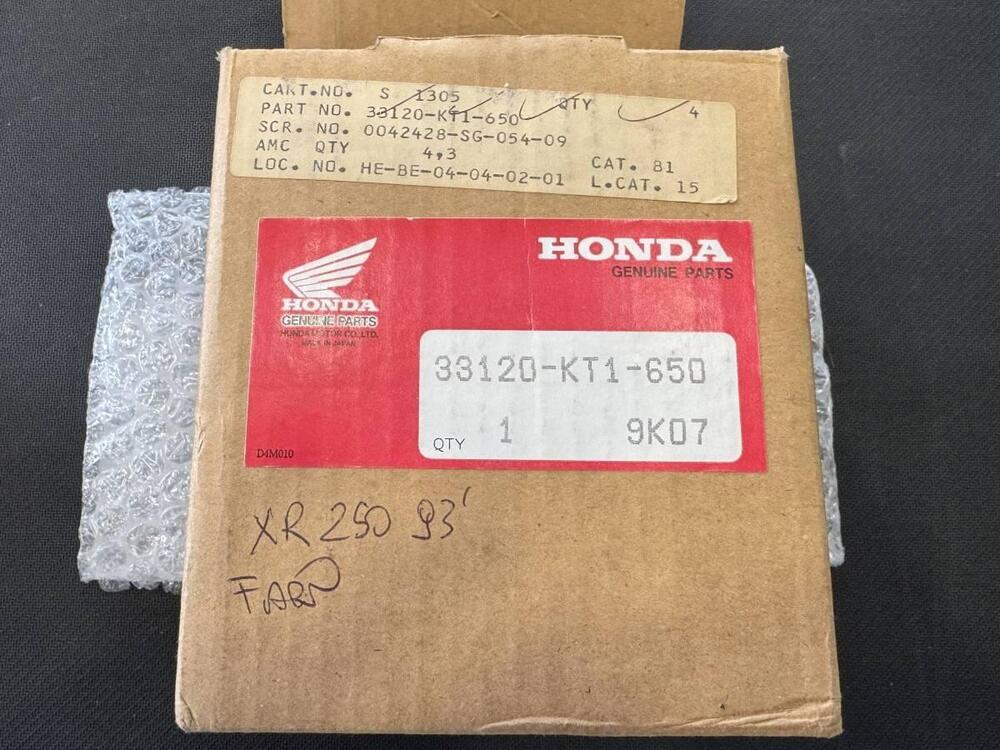 CART.NO. S 1305 QTY 4
PART NO. 33120-KT1-650
SCR. NO. 0042428-SG-054-09
AMC QTY 4,3 CAT. 81
LOC. NO. HE-BE-04-04-02-01 L.CAT. 15
HONDA
GENUINE PARTS
HONDA
GENUINE PARTS
HONDA MOTOR CO.,LTD.
MADE IN JAPAN
33120-KT1-650
QTY 1 9K07
D4M010
XR 250 93'
FARO